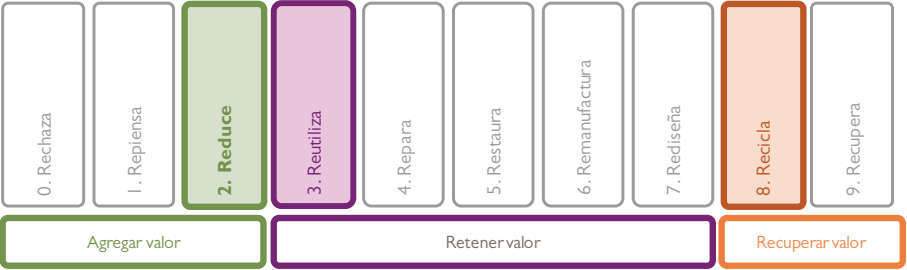 0. Rechaza
1. Repiensa
2. Reduce
3. Reutiliza
4. Repara
5. Restaura
6. Remanufactura
7. Rediseña
8. Recicla
9. Recupera
Agregar valor
Retener valor
Recuperar valor